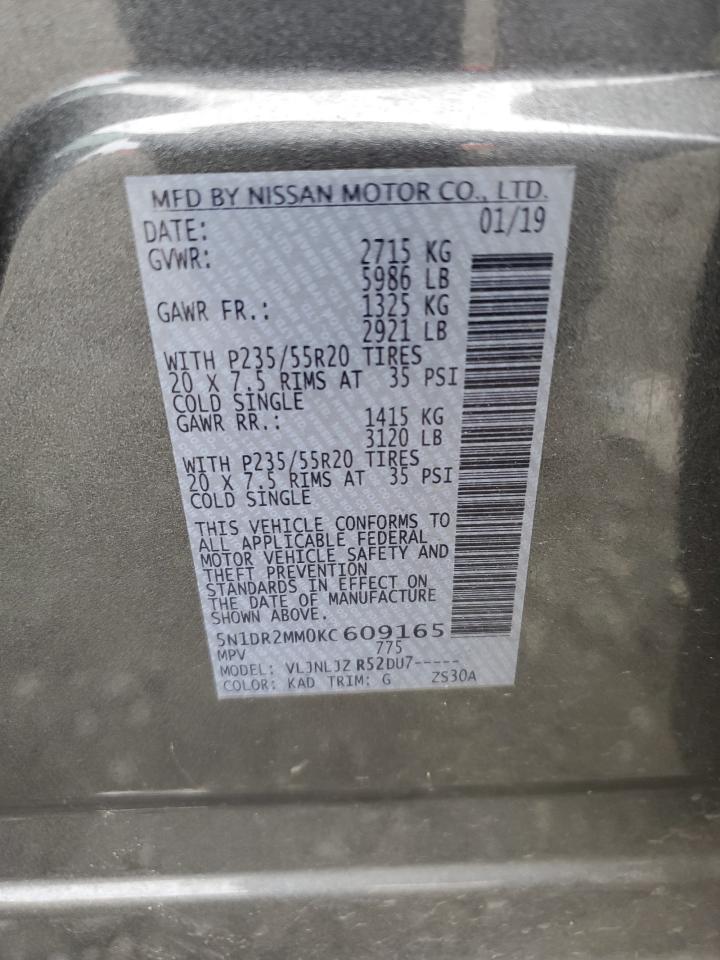 MFD BY NISSAN MOTOR CO., LTD.
DATE: 01/19
GVWR: 2715 KG
5986 LB
GAWR FR.: 1325 KG
2921 LB
WITH P235/55R20 TIRES
20 X 7.5 RIMS AT 35 PSI
COLD SINGLE
GAWR RR.: 1415 KG
3120 LB
WITH P235/55R20 TIRES
20 X 7.5 RIMS AT 35 PSI
COLD SINGLE
THIS VEHICLE CONFORMS TO
ALL APPLICABLE FEDERAL
MOTOR VEHICLE SAFETY AND
THEFT PREVENTION
STANDARDS IN EFFECT ON
THE DATE OF MANUFACTURE
SHOWN ABOVE.
5N1DR2MM0KC609165
MPV 775
MODEL: VLJNLJZ R52DU7-----
COLOR: KAD TRIM: G ZS30A